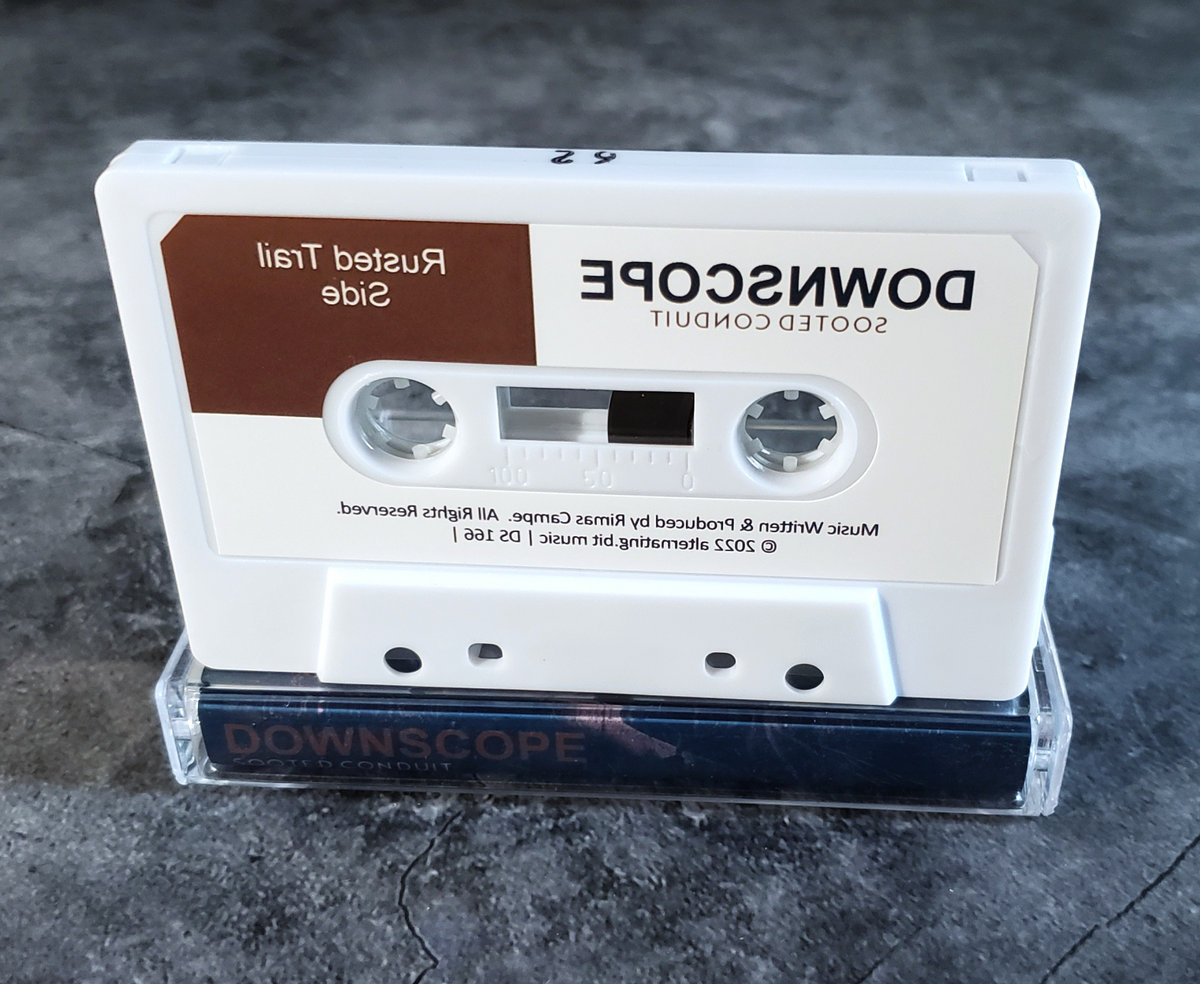 DOWNSCOPE
SOOTED CONDUIT
Rusted Trail
Side
0 50 100
Music Written & Produced by Rimas Campe. All Rights Reserved.
© 2022 alternating.bit music | DS 166 |
DOWNSCOPE
SOOTED CONDUIT